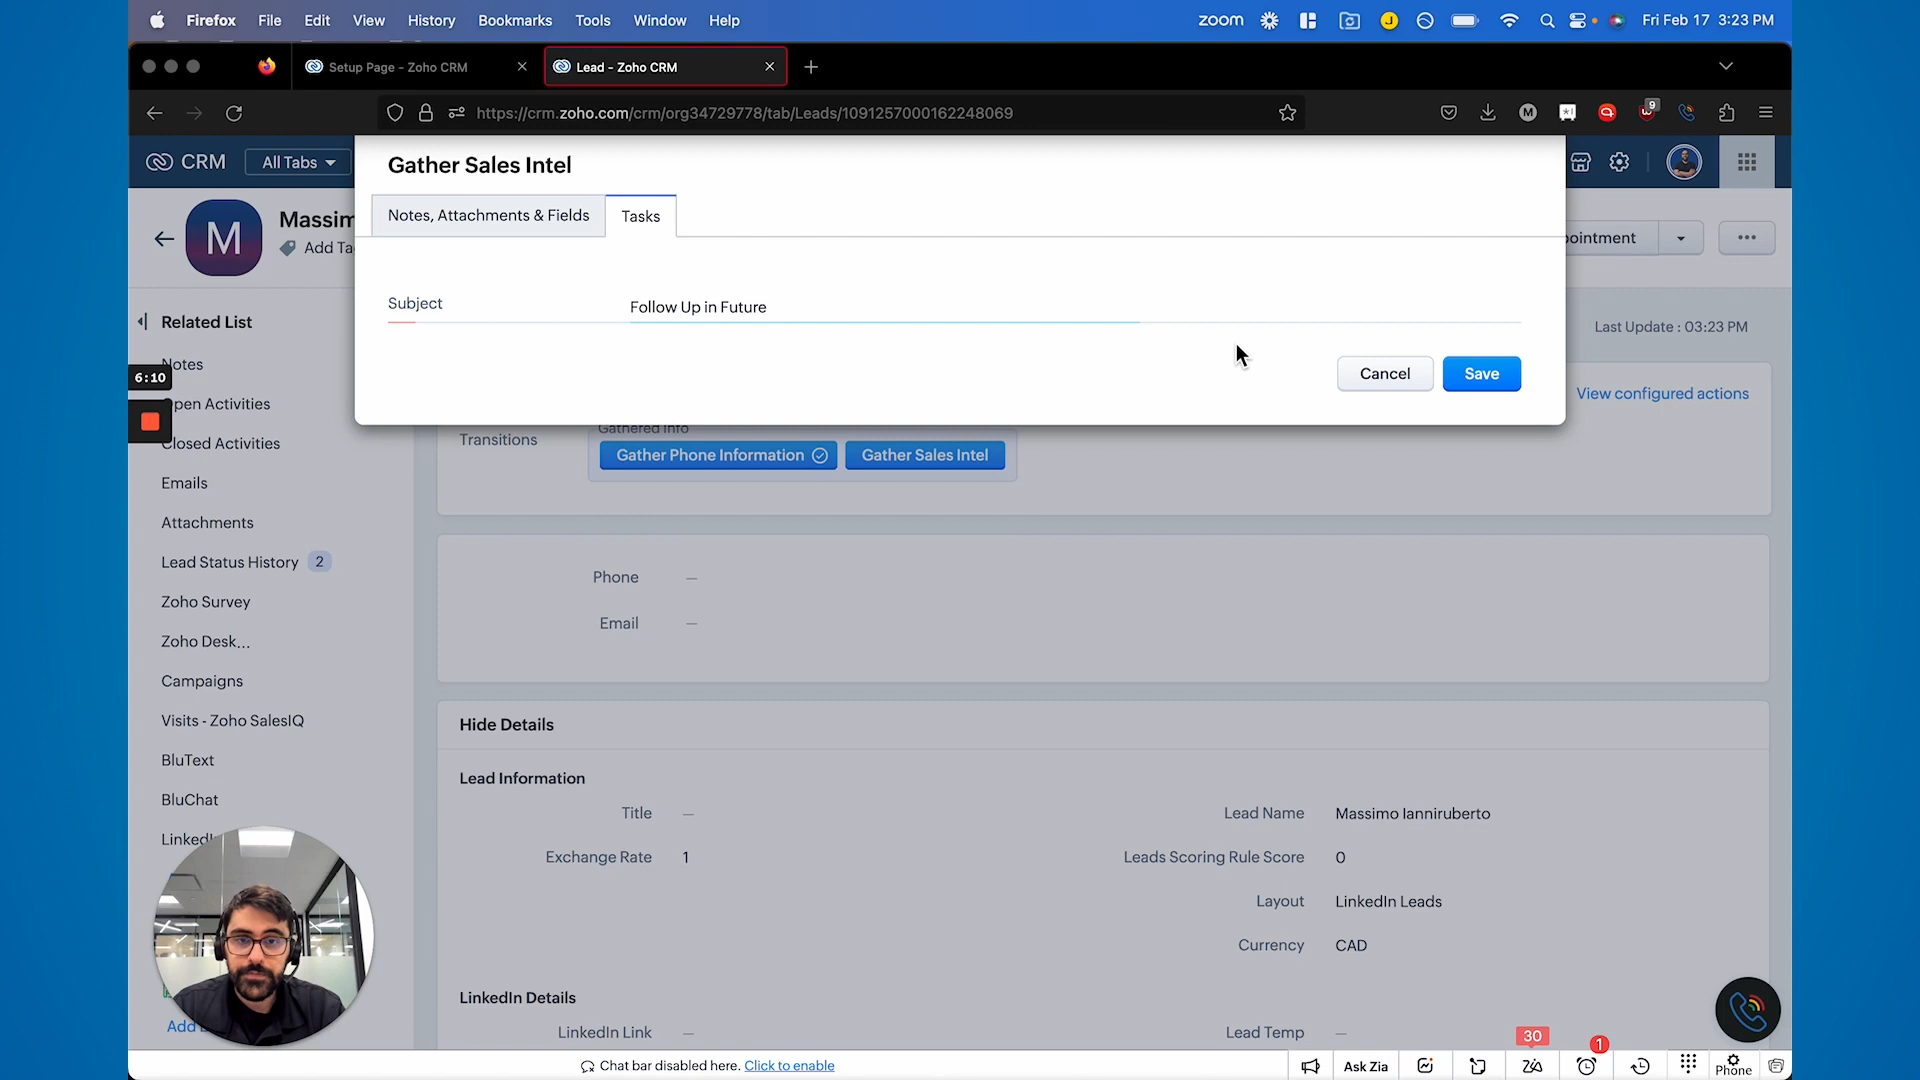 Firefox File Edit View History Bookmarks Tools Window Help
zoom J Fri Feb 17 3:23 PM
Setup Page - Zoho CRM
Lead - Zoho CRM
https://crm.zoho.com/crm/org34729778/tab/Leads/1091257000162248069
M 9
CRM All Tabs
Gather Sales Intel
Notes, Attachments & Fields Tasks
M
Massim
Add Ta
pointment
Subject Follow Up in Future
Cancel Save
Last Update : 03:23 PM
View configured actions
Related List
Notes
6:10
Open Activities
Closed Activities
Emails
Attachments
Lead Status History 2
Zoho Survey
Zoho Desk...
Campaigns
Visits - Zoho SalesIQ
BluText
BluChat
LinkedI
Add
Transitions
Gathered Info
Gather Phone Information Gather Sales Intel
Phone —
Email —
Hide Details
Lead Information
Title — Lead Name Massimo Ianniruberto
Exchange Rate 1 Leads Scoring Rule Score 0
Layout LinkedIn Leads
Currency CAD
LinkedIn Details
LinkedIn Link — Lead Temp —
30 1
Chat bar disabled here. Click to enable
Ask Zia Phone